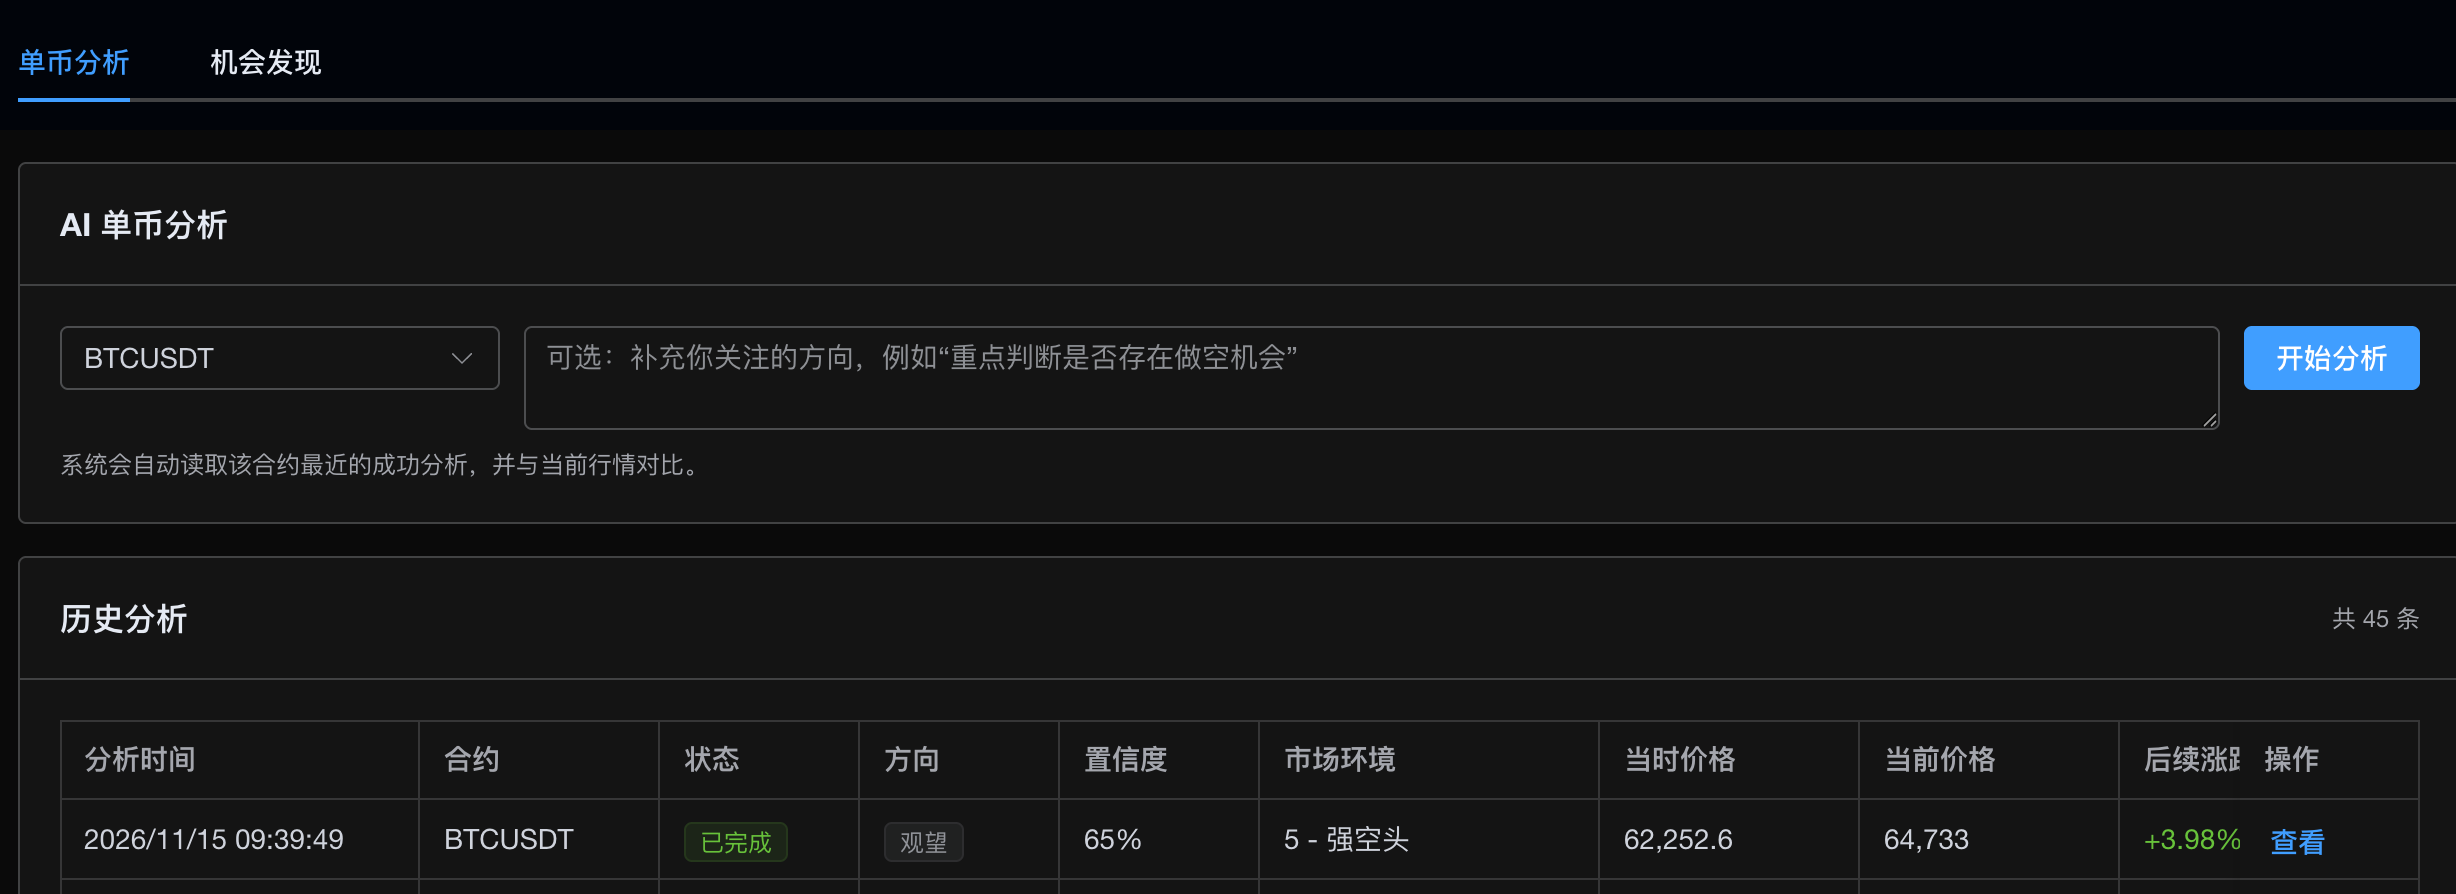 单币分析 机会发现
AI 单币分析
BTCUSDT 可选：补充你关注的方向，例如“重点判断是否存在做空机会” 开始分析
系统会自动读取该合约最近的成功分析，并与当前行情对比。
历史分析 共 45 条
分析时间 合约 状态 方向 置信度 市场环境 当时价格 当前价格 后续涨 操作
2026/11/15 09:39:49 BTCUSDT 已完成 观望 65% 5 - 强空头 62,252.6 64,733 +3.98% 查看